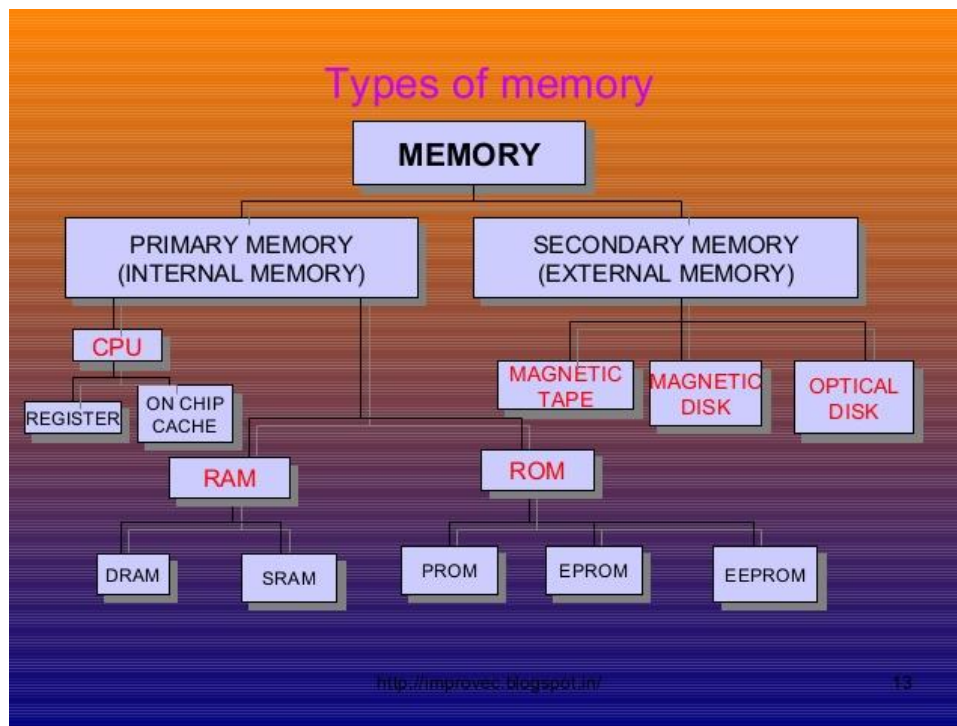 Types of memory
MEMORY
PRIMARY MEMORY
(INTERNAL MEMORY)
SECONDARY MEMORY
(EXTERNAL MEMORY)
CPU
REGISTER
ON CHIP
CACHE
MAGNETIC
TAPE
MAGNETIC
DISK
OPTICAL
DISK
RAM
ROM
DRAM
SRAM
PROM
EPROM
EEPROM
http://improvec.blogspot.in/
13